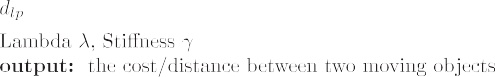 d_{lp}
Lambda λ, Stiffness γ
output: the cost/distance between two moving objects